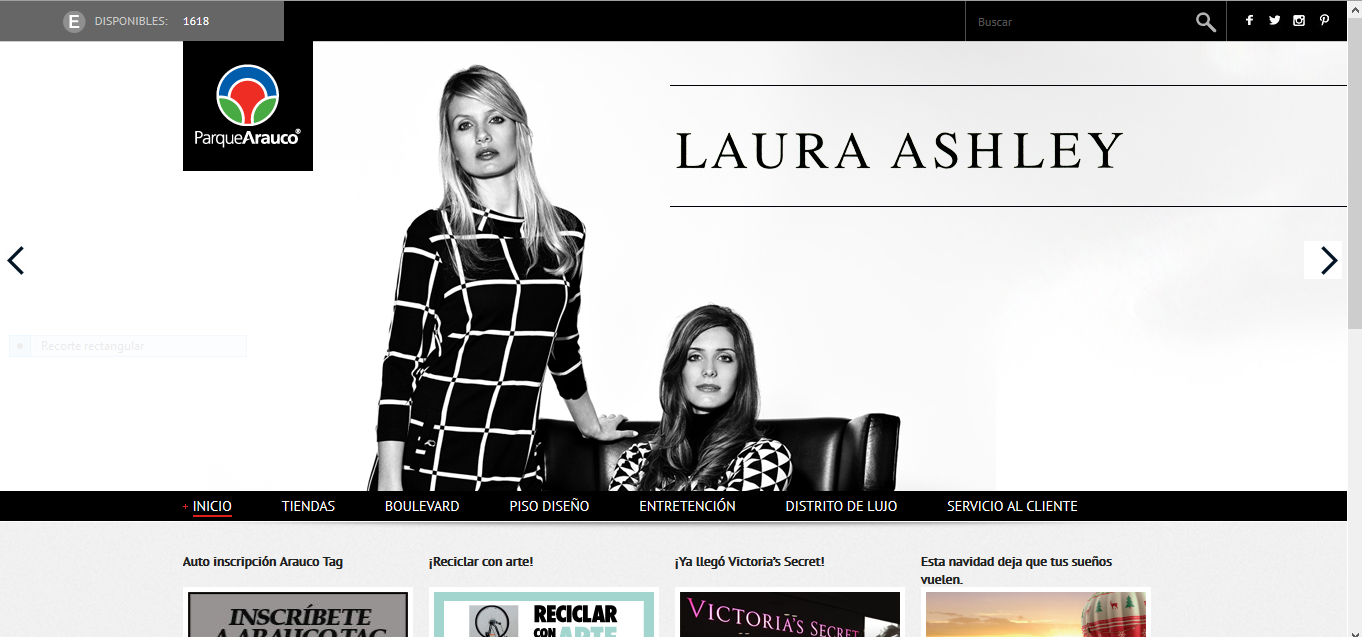 E DISPONIBLES: 1618
Buscar
ParqueArauco®
LAURA ASHLEY
Recorte rectangular
+ INICIO TIENDAS BOULEVARD PISO DISEÑO ENTRETENCIÓN DISTRITO DE LUJO SERVICIO AL CLIENTE
Auto inscripción Arauco Tag
¡Reciclar con arte!
¡Ya llegó Victoria's Secret!
Esta navidad deja que tus sueños
vuelen.
INSCRÍBETE
A ARAUCO TAG
RECICLAR
CON ARTE
VICTORIA'S SECRET